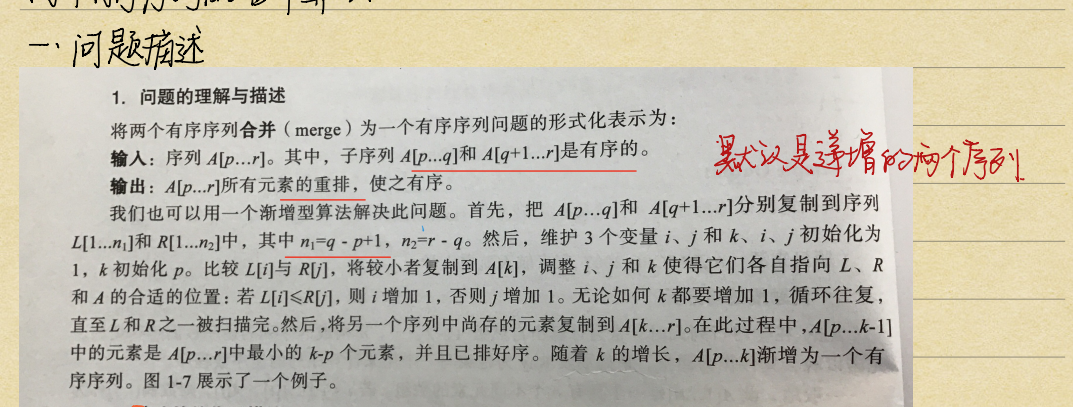 一、问题描述
1. 问题的理解与描述
将两个有序序列合并（merge）为一个有序序列问题的形式化表示为：
输入：序列 A[p...r]。其中，子序列 A[p...q]和 A[q+1...r]是有序的。
默认是递增的两个序列
输出：A[p...r]所有元素的重排，使之有序。
我们也可以用一个渐增型算法解决此问题。首先，把 A[p...q]和 A[q+1...r]分别复制到序列
L[1...n₁]和 R[1...n₂]中，其中 n₁=q - p+1，n₂=r - q。然后，维护 3 个变量 i、j 和 k、i、j 初始化为
1，k 初始化 p。比较 L[i]与 R[j]，将较小者复制到 A[k]，调整 i、j 和 k 使得它们各自指向 L、R
和 A 的合适的位置：若 L[i]≤R[j]，则 i 增加 1，否则 j 增加 1。无论如何 k 都要增加 1，循环往复，
直至L 和 R之一被扫描完。然后，将另一个序列中尚存的元素复制到 A[k...r]。在此过程中，A[p...k-1]
中的元素是 A[p...r]中最小的 k-p 个元素，并且已排好序。随着 k 的增长，A[p...k]渐增为一个有
序序列。图 1-7 展示了一个例子。